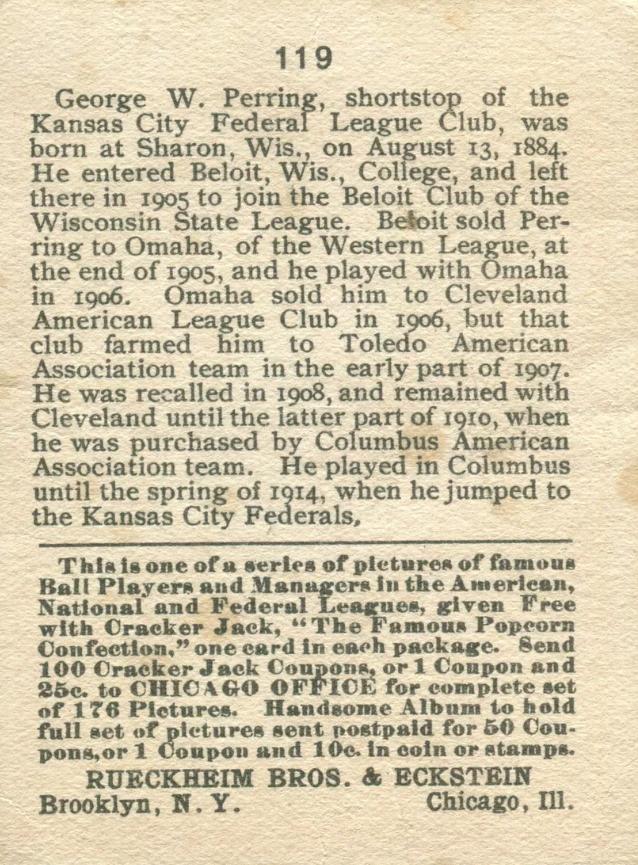 119
George W. Perring, shortstop of the
Kansas City Federal League Club, was
born at Sharon, Wis., on August 13, 1884.
He entered Beloit, Wis., College, and left
there in 1905 to join the Beloit Club of the
Wisconsin State League. Beloit sold Per-
ring to Omaha, of the Western League, at
the end of 1905, and he played with Omaha
in 1906. Omaha sold him to Cleveland
American League Club in 1906, but that
club farmed him to Toledo American
Association team in the early part of 1907.
He was recalled in 1908, and remained with
Cleveland until the latter part of 1910, when
he was purchased by Columbus American
Association team. He played in Columbus
until the spring of 1914, when he jumped to
the Kansas City Federals,
This is one of a series of pictures of famous
Ball Players and Managers in the American,
National and Federal Leagues, given Free
with Cracker Jack, "The Famous Popcorn
Confection," one card in each package. Send
100 Cracker Jack Coupons, or 1 Coupon and
25c. to CHICAGO OFFICE for complete set
of 176 Pictures. Handsome Album to hold
full set of pictures sent postpaid for 50 Cou-
pons, or 1 Coupon and 10c. in coin or stamps.
RUECKHEIM BROS. & ECKSTEIN
Brooklyn, N. Y. Chicago, Ill.